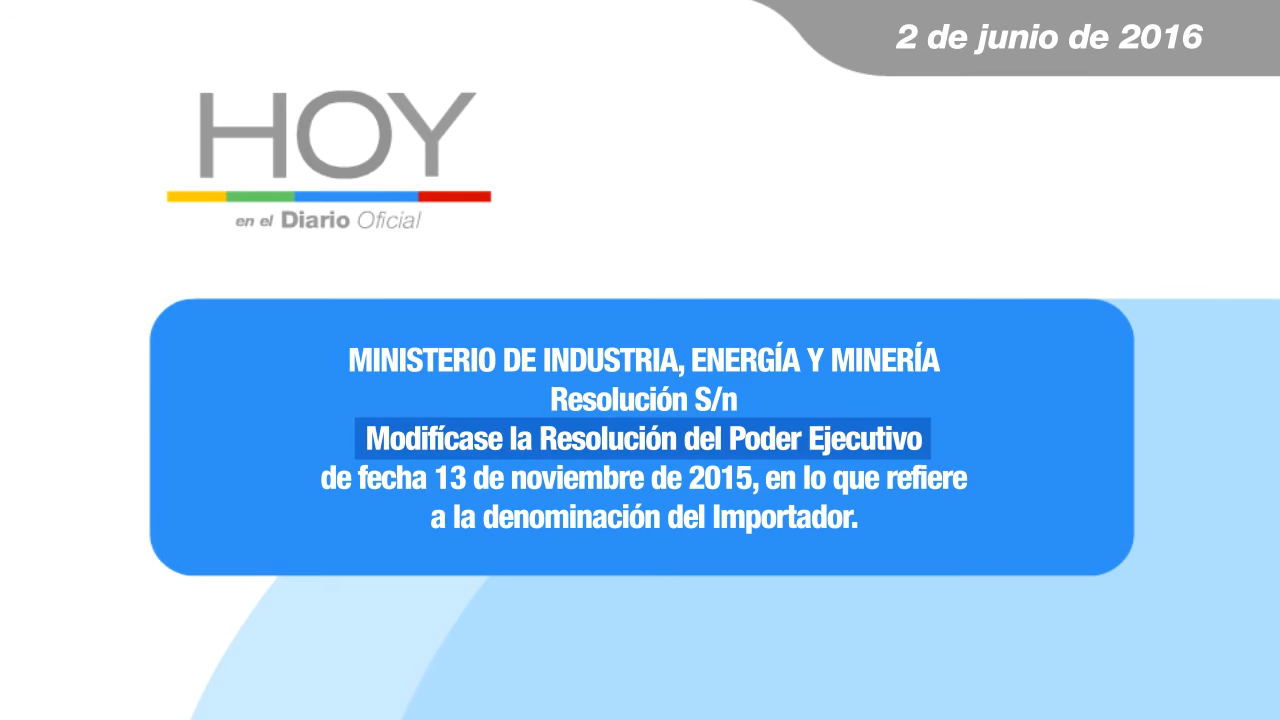 2 de junio de 2016
HOY
en el Diario Oficial
MINISTERIO DE INDUSTRIA, ENERGÍA Y MINERÍA
Resolución S/n
Modifícase la Resolución del Poder Ejecutivo
de fecha 13 de noviembre de 2015, en lo que refiere
a la denominación del Importador.